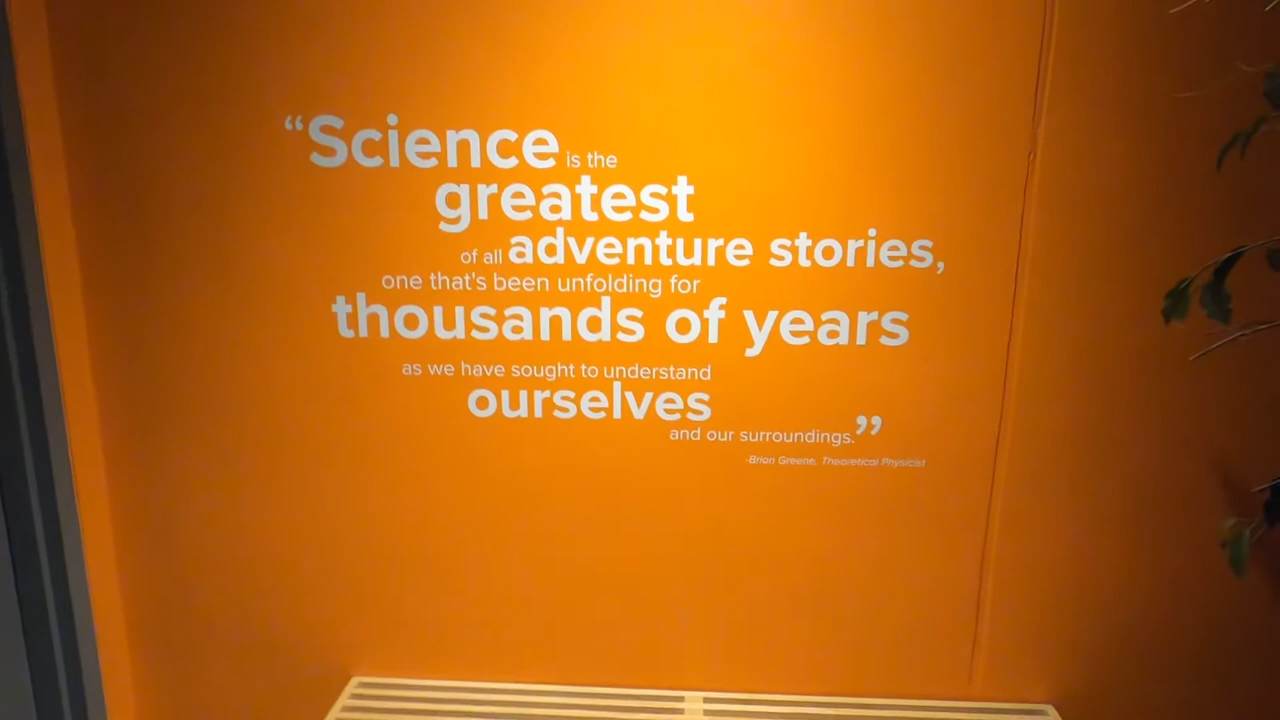 “Science is the
greatest
of all adventure stories,
one that's been unfolding for
thousands of years
as we have sought to understand
ourselves
and our surroundings.”
-Brian Greene, Theoretical Physicist